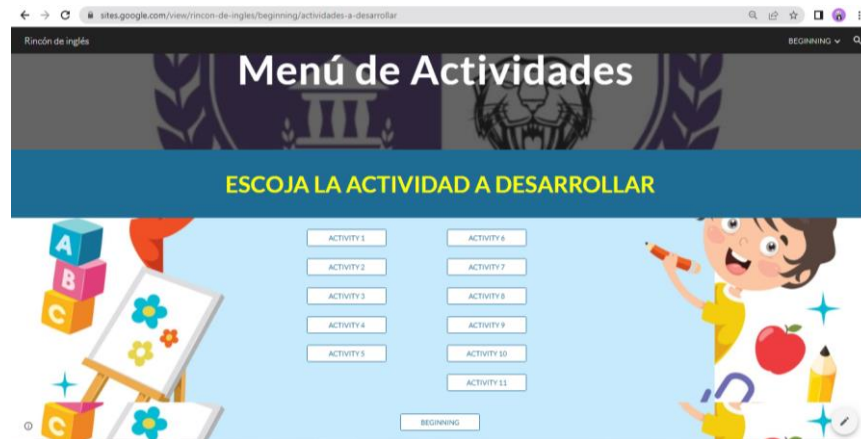 sites.google.com/view/rincon-de-ingles/beginning/actividades-a-desarrollar
Rincón de inglés
BEGINNING
Menú de Actividades
ESCOJA LA ACTIVIDAD A DESARROLLAR
A
B
C
ACTIVITY 1
ACTIVITY 2
ACTIVITY 3
ACTIVITY 4
ACTIVITY 5
ACTIVITY 6
ACTIVITY 7
ACTIVITY 8
ACTIVITY 9
ACTIVITY 10
ACTIVITY 11
BEGINNING
C